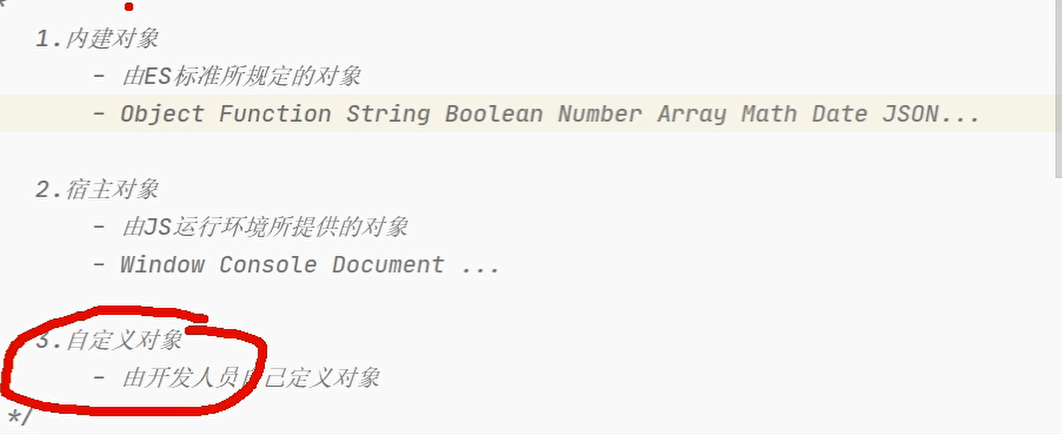 1.内建对象
- 由ES标准所规定的对象
- Object Function String Boolean Number Array Math Date JSON...
2.宿主对象
- 由JS运行环境所提供的对象
- Window Console Document ...
3.自定义对象
- 由开发人员自己定义对象
*/